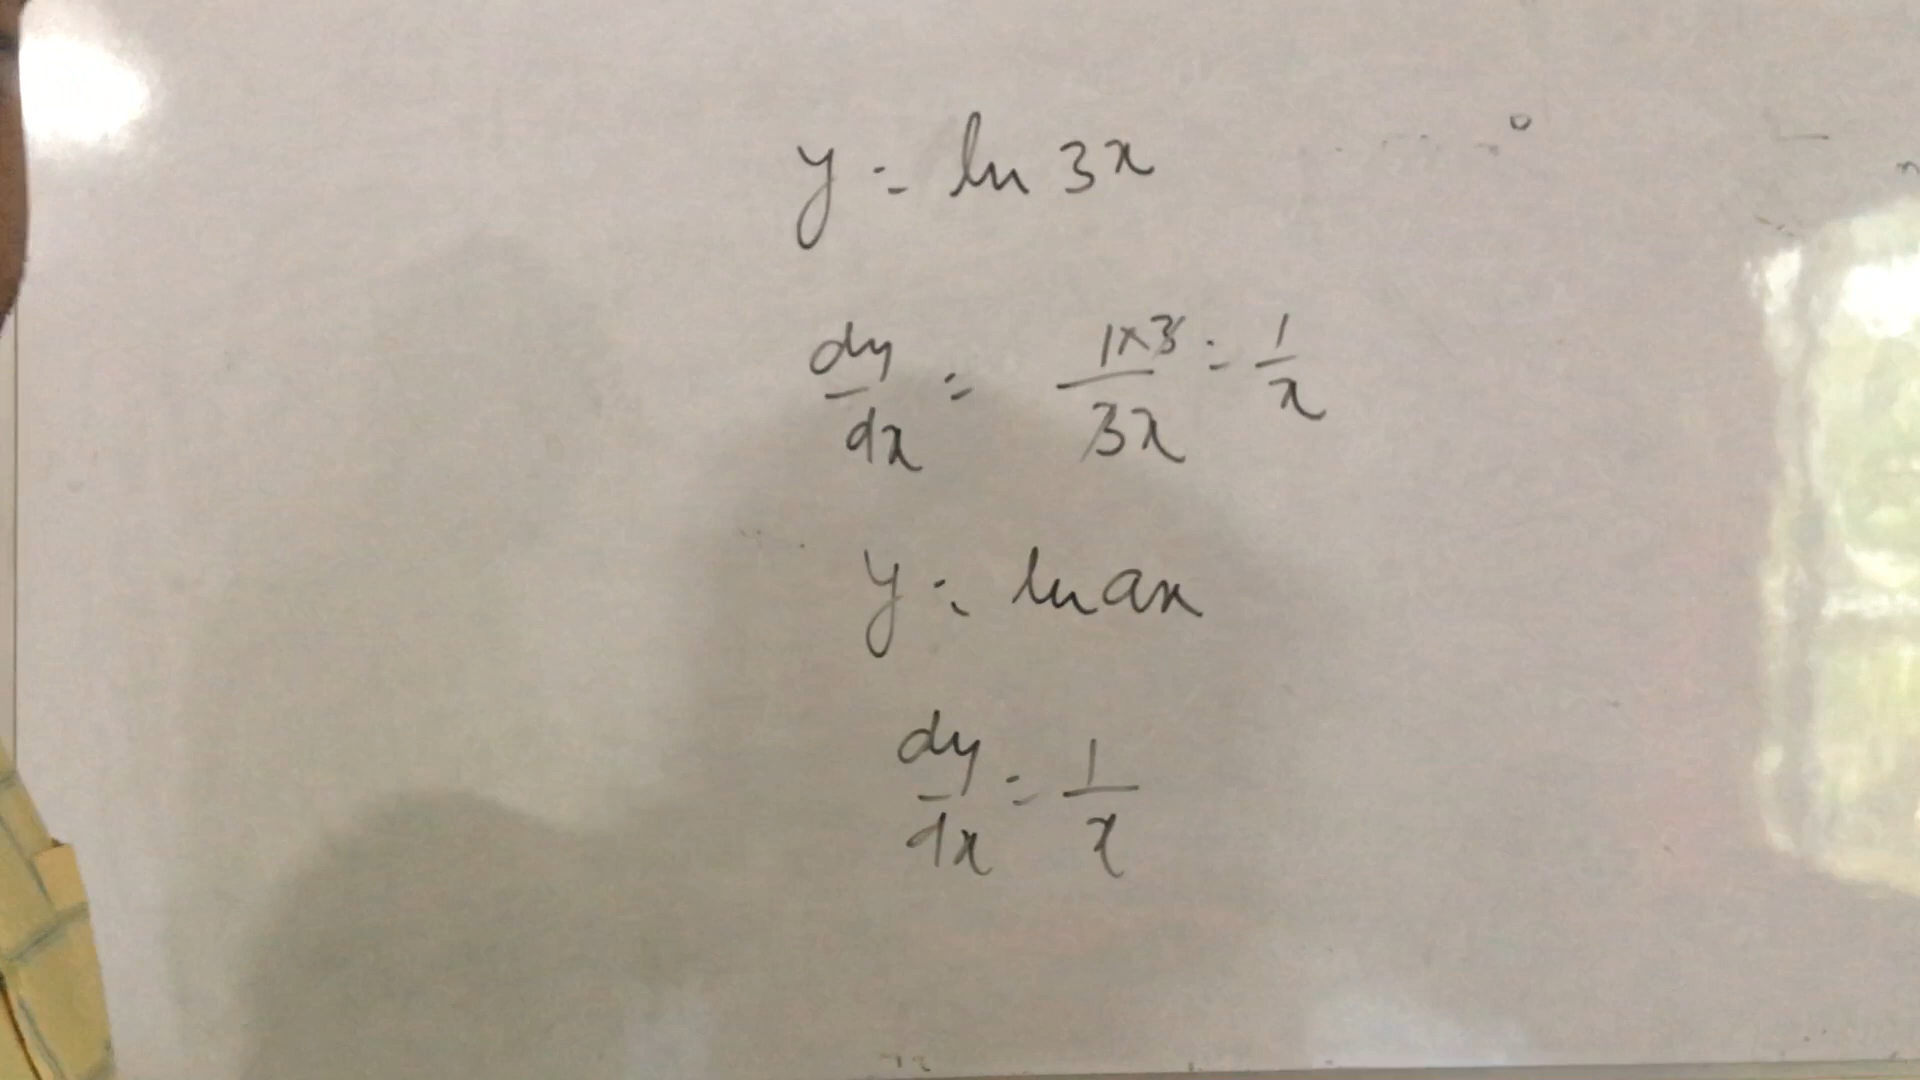 y = ln 3x
dy/dx = 1×3/3x = 1/x
y = ln ax
dy/dx = 1/x